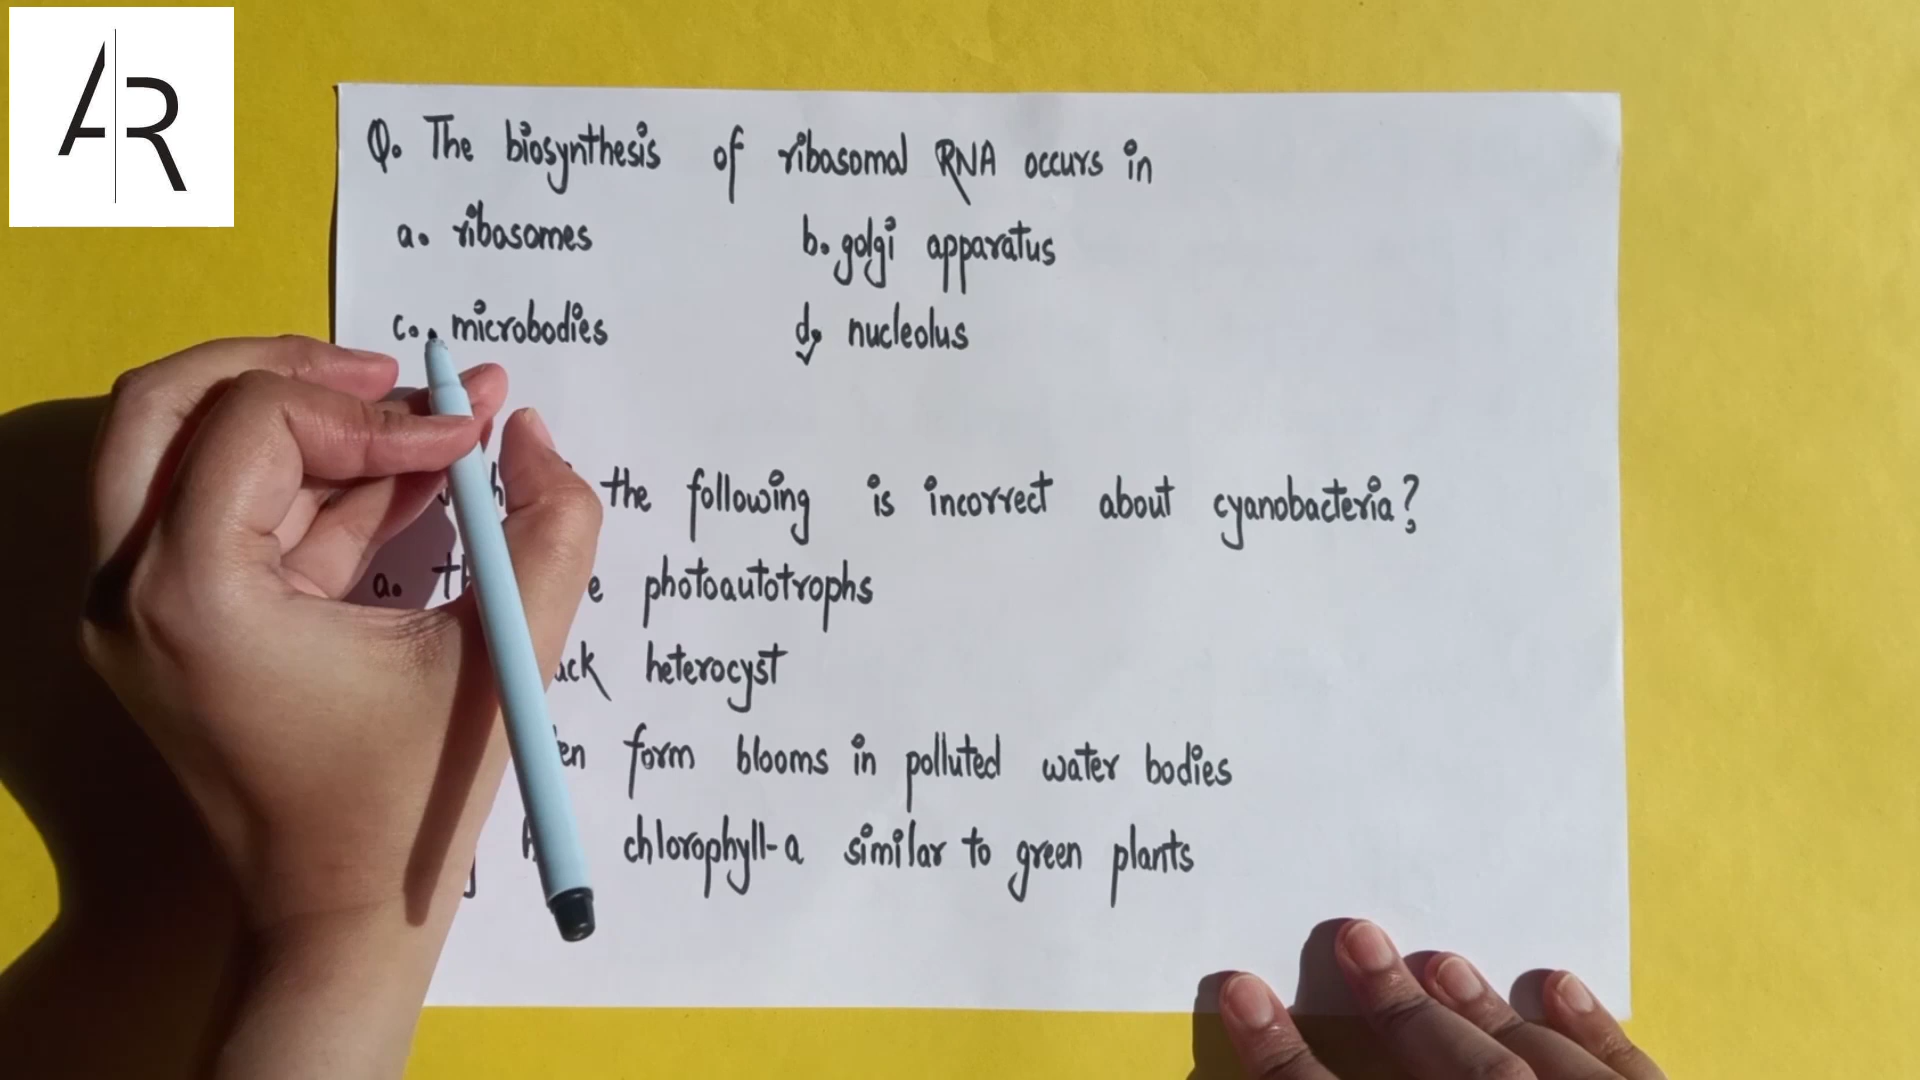 AR
Q. The biosynthesis of ribosomal RNA occurs in
a. ribosomes b. golgi apparatus
c. microbodies d. nucleolus
the following is incorrect about cyanobacteria?
a. photoautotrophs
heterocyst
form blooms in polluted water bodies
chlorophyll-a similar to green plants